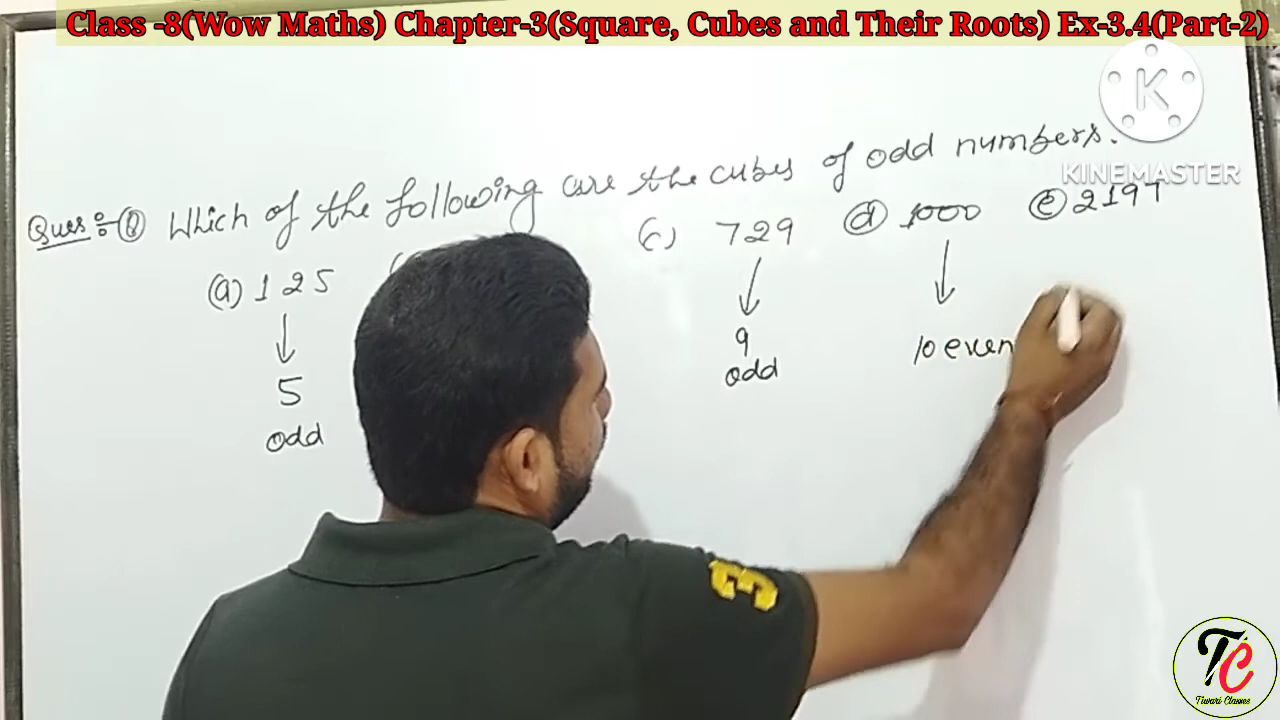 Class -8(Wow Maths) Chapter-3(Square, Cubes and Their Roots) Ex-3.4(Part-2)
K
KINEMASTER
Ques :- Q Which of the following are the cubes of odd numbers.
(a) 125 (c) 729 (d) 1000 (e) 2197
5 9 10 even
odd odd
3
TC
Tiwari Classes